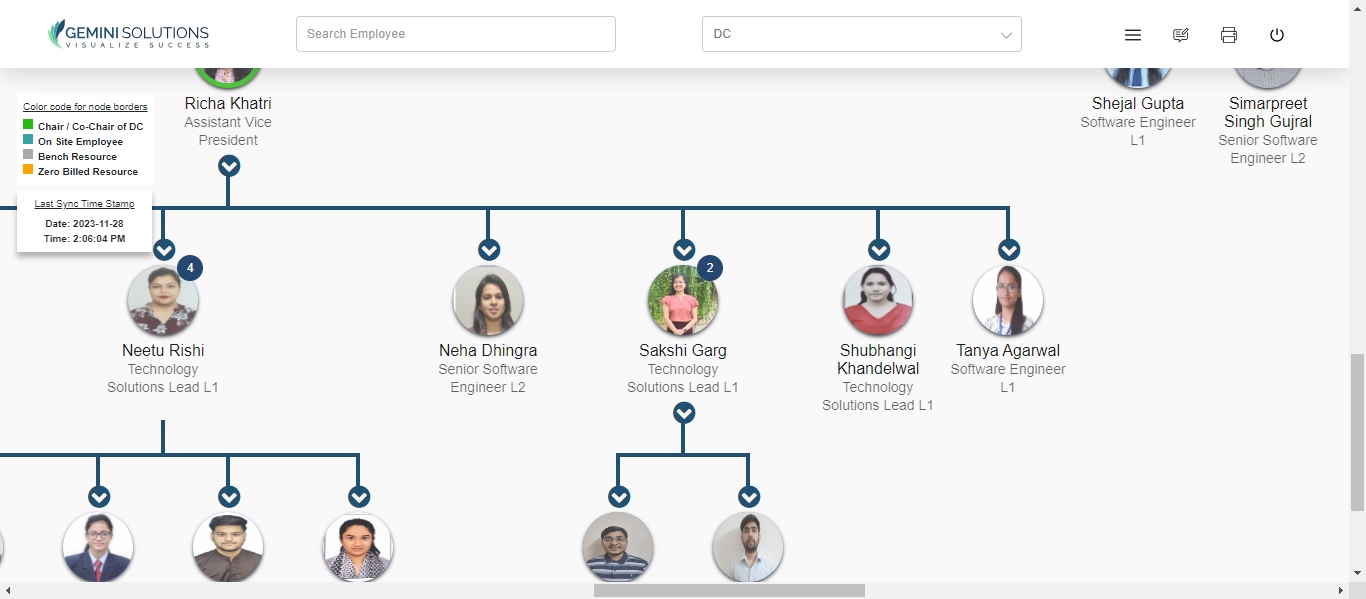 GEMINI SOLUTIONS
VISUALIZE SUCCESS
Search Employee
DC
Color code for node borders
Chair / Co-Chair of DC
On Site Employee
Bench Resource
Zero Billed Resource
Last Sync Time Stamp
Date: 2023-11-28
Time: 2:06:04 PM
Richa Khatri
Assistant Vice
President
Shejal Gupta
Software Engineer
L1
Simarpreet
Singh Gujral
Senior Software
Engineer L2
4
Neetu Rishi
Technology
Solutions Lead L1
Neha Dhingra
Senior Software
Engineer L2
2
Sakshi Garg
Technology
Solutions Lead L1
Shubhangi
Khandelwal
Technology
Solutions Lead L1
Tanya Agarwal
Software Engineer
L1